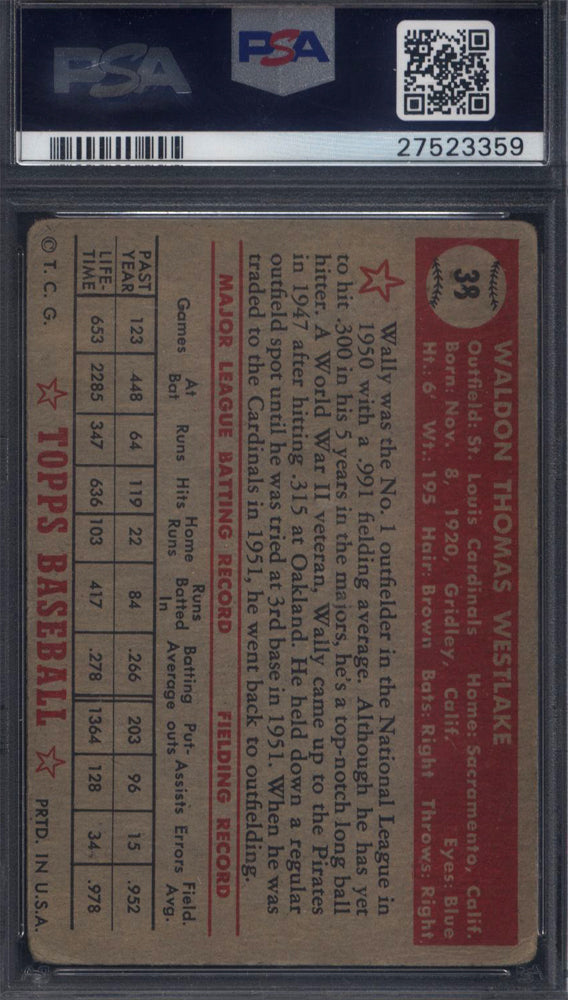 PSA
PSA
27523359
38
WALDON THOMAS WESTLAKE
Outfield: St. Louis Cardinals Home: Sacramento, Calif.
Born: Nov. 8, 1920, Gridley, Calif. Eyes: Blue
Ht.: 6' Wt.: 195 Hair: Brown Bats: Right Throws: Right
Wally was the No. 1 outfielder in the National League in
1950 with a .991 fielding average. Although he has yet
to hit .300 in his 5 years in the majors, he's a top-notch long ball
hitter. A World War II veteran, Wally came up to the Pirates
in 1947 after hitting .315 at Oakland. He held down a regular
outfield spot until he was tried at 3rd base in 1951. When he was
traded to the Cardinals in 1951, he went back to outfielding.
MAJOR LEAGUE BATTING RECORD FIELDING RECORD
Games At Bat Runs Hits Home Runs Runs Batted In Batting Average Put-outs Assists Errors Field. Avg.
PAST YEAR 123 448 64 119 22 84 .266 203 96 15 .952
LIFE-TIME 653 2285 347 636 103 417 .278 1364 128 34 .978
© T. C. G. TOPPS BASEBALL PRTD. IN U.S.A.